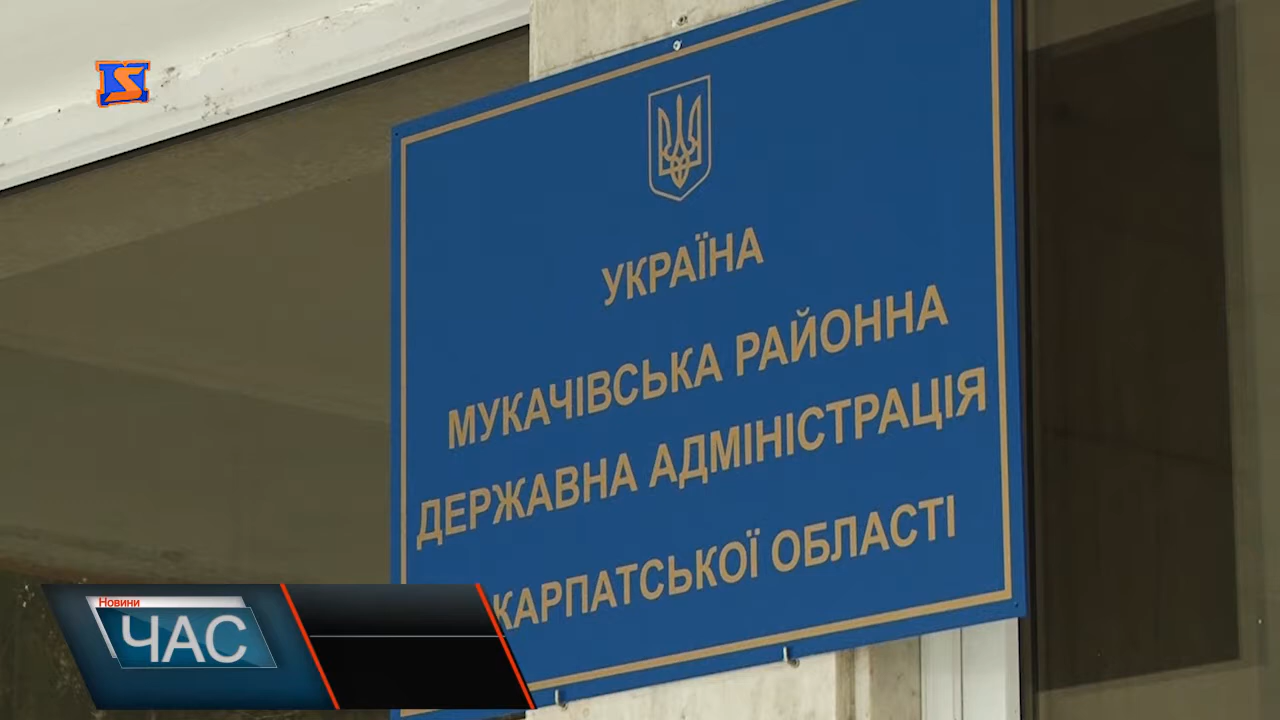 УКРАЇНА
МУКАЧІВСЬКА РАЙОННА
ДЕРЖАВНА АДМІНІСТРАЦІЯ
КАРПАТСЬКОЇ ОБЛАСТІ
Новини
ЧАС